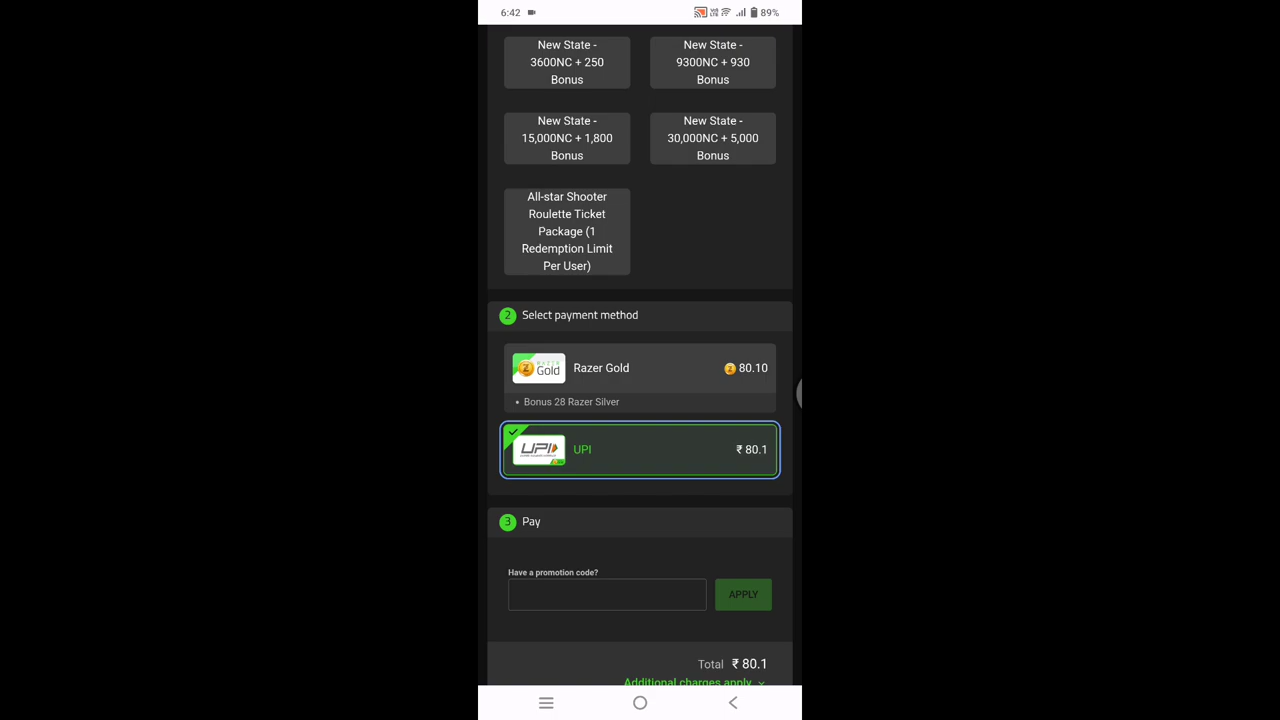 6:42
89%
New State -
3600NC + 250
Bonus
New State -
9300NC + 930
Bonus
New State -
15,000NC + 1,800
Bonus
New State -
30,000NC + 5,000
Bonus
All-star Shooter
Roulette Ticket
Package (1
Redemption Limit
Per User)
2 Select payment method
RAZER
Gold
Razer Gold
80.10
• Bonus 28 Razer Silver
UPI
UPI
₹ 80.1
3 Pay
Have a promotion code?
APPLY
Total ₹ 80.1
Additional charges apply